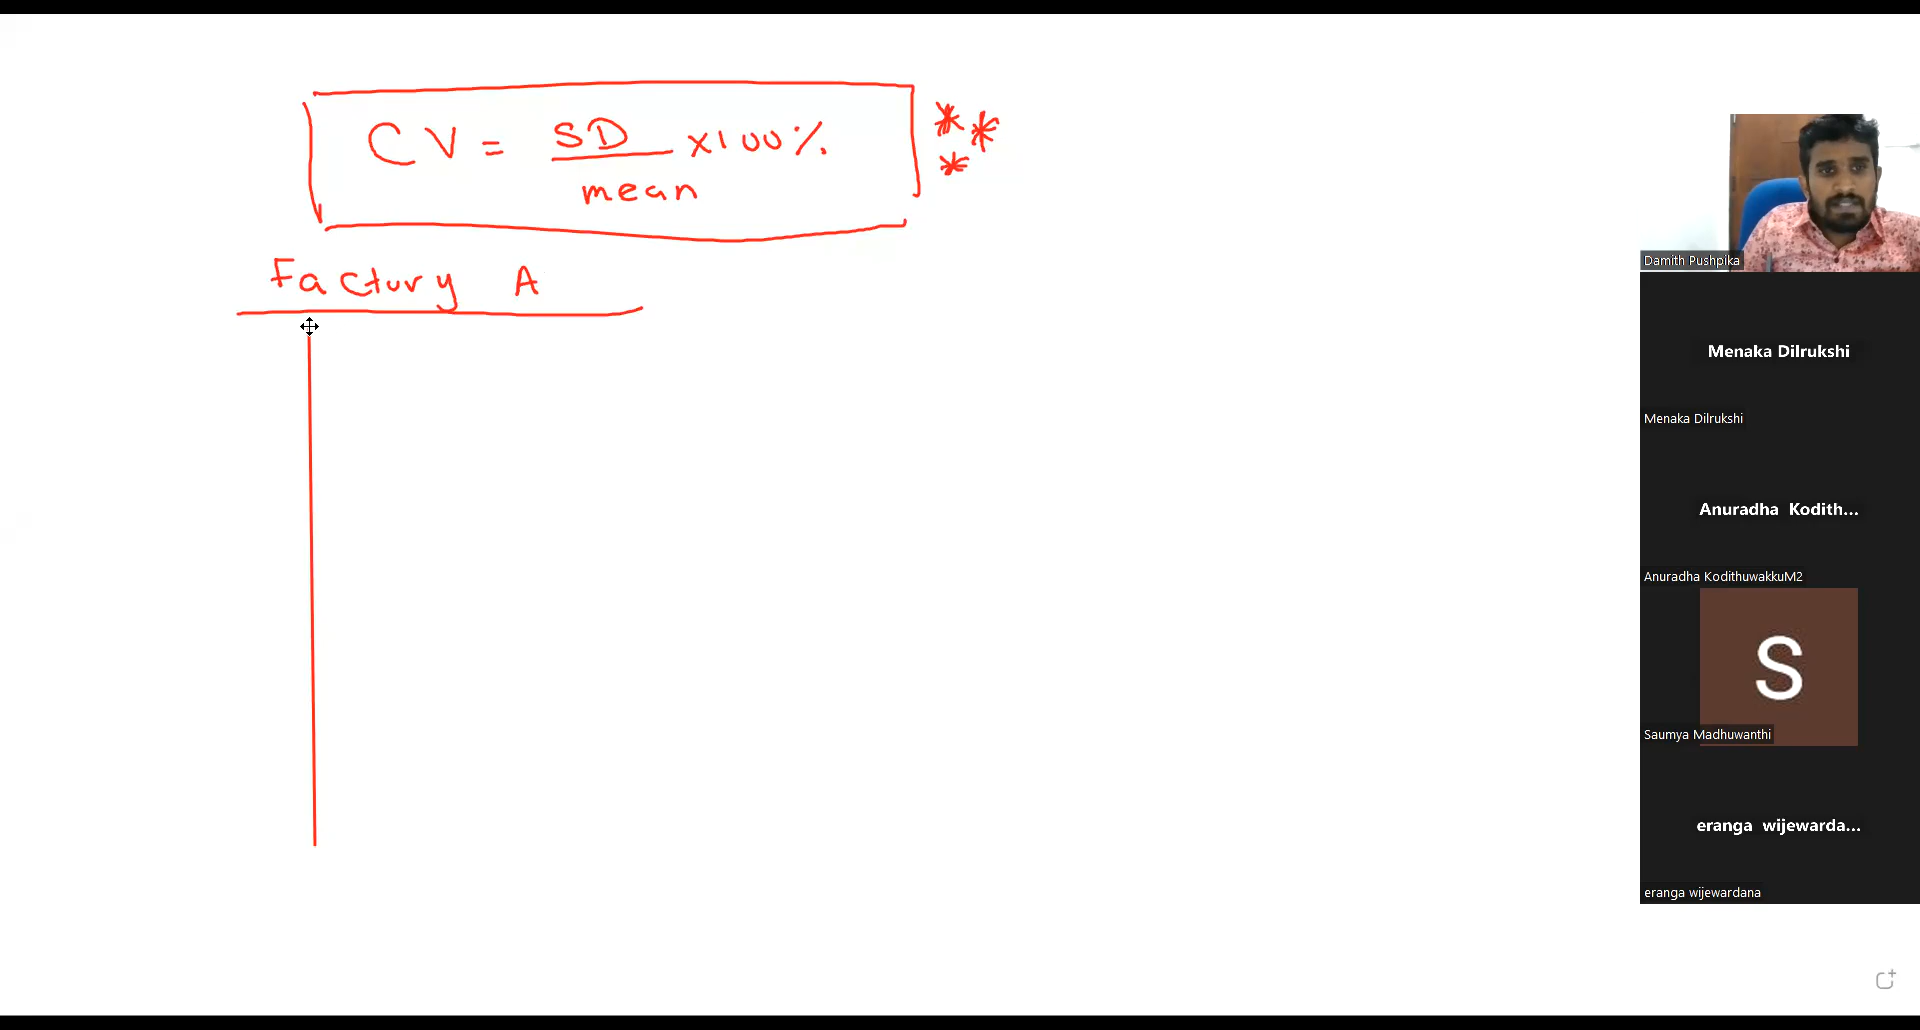 CV = SD x100%
mean
***
Factury A
Damith Pushpika
Menaka Dilrukshi
Menaka Dilrukshi
Anuradha Kodith...
Anuradha KodithuwakkuM2
S
Saumya Madhuwanthi
eranga wijewarda...
eranga wijewardana